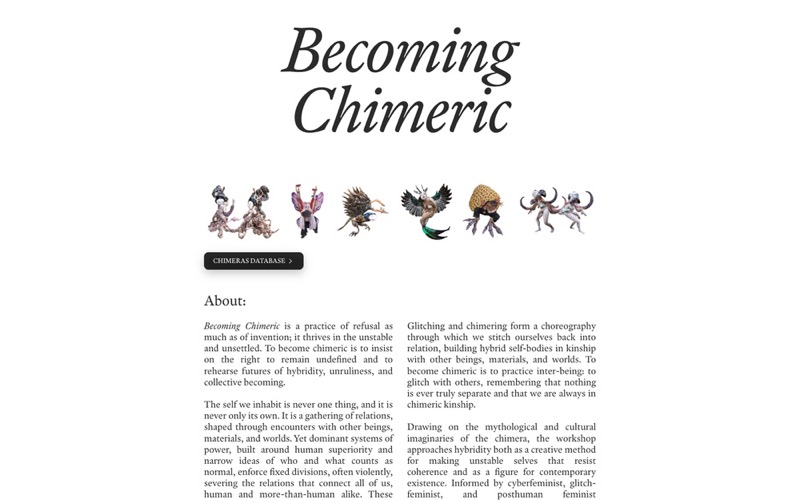 Becoming
Chimeric
CHIMERAS DATABASE >
About:
Becoming Chimeric is a practice of refusal as
much as of invention; it thrives in the unstable
and unsettled. To become chimeric is to insist
on the right to remain undefined and to
rehearse futures of hybridity, unruliness, and
collective becoming.
The self we inhabit is never one thing, and it is
never only its own. It is a gathering of relations,
shaped through encounters with other beings,
materials, and worlds. Yet dominant systems of
power, built around human superiority and
narrow ideas of who and what counts as
normal, enforce fixed divisions, often violently,
severing the relations that connect all of us,
human and more-than-human alike. These
Glitching and chimering form a choreography
through which we stitch ourselves back into
relation, building hybrid self-bodies in kinship
with other beings, materials, and worlds. To
become chimeric is to practice inter-being: to
glitch with others, remembering that nothing
is ever truly separate and that we are always in
chimeric kinship.
Drawing on the mythological and cultural
imaginaries of the chimera, the workshop
approaches hybridity both as a creative method
for making unstable selves that resist
coherence and as a figure for contemporary
existence. Informed by cyberfeminist, glitch-
feminist, and posthuman feminist